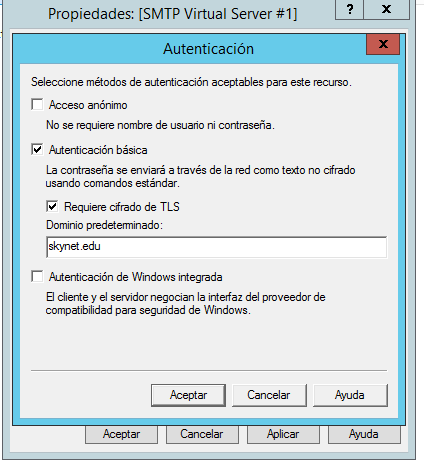 Propiedades: [SMTP Virtual Server #1]
? X
Autenticación
X
Seleccione métodos de autenticación aceptables para este recurso.
Acceso anónimo
No se requiere nombre de usuario ni contraseña.
Autenticación básica
La contraseña se enviará a través de la red como texto no cifrado
usando comandos estándar.
Requiere cifrado de TLS
Dominio predeterminado:
skynet.edu
Autenticación de Windows integrada
El cliente y el servidor negocian la interfaz del proveedor de
compatibilidad para seguridad de Windows.
Aceptar Cancelar Ayuda
Aceptar Cancelar Aplicar Ayuda